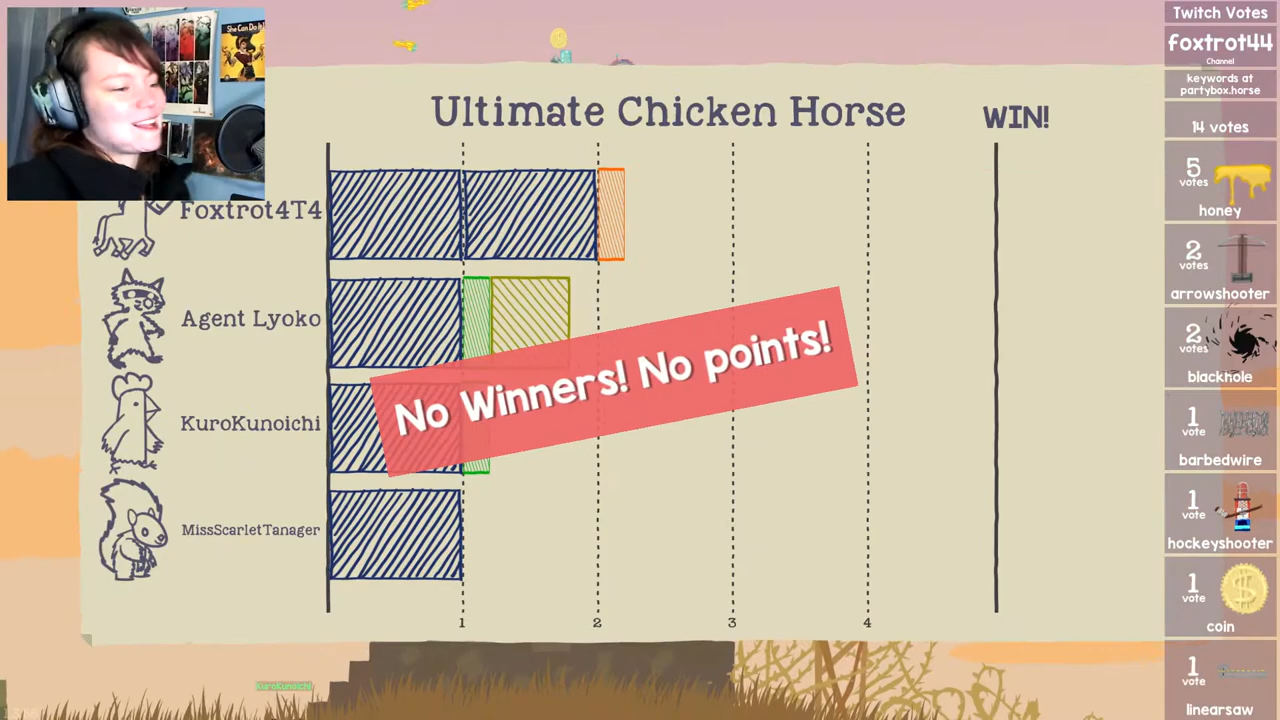 She Can Do It!
Ultimate Chicken Horse
WIN!
Foxtrot4T4
Agent Lyoko
KuroKunoichi
MissScarletTanager
No Winners! No points!
1
2
3
4
KuroKunoichi
Twitch Votes
foxtrot44
Channel
keywords at
partybox.horse
14 votes
5
votes
honey
2
votes
arrowshooter
2
votes
blackhole
1
vote
barbedwire
1
vote
hockeyshooter
1
vote
coin
1
vote
linearsaw